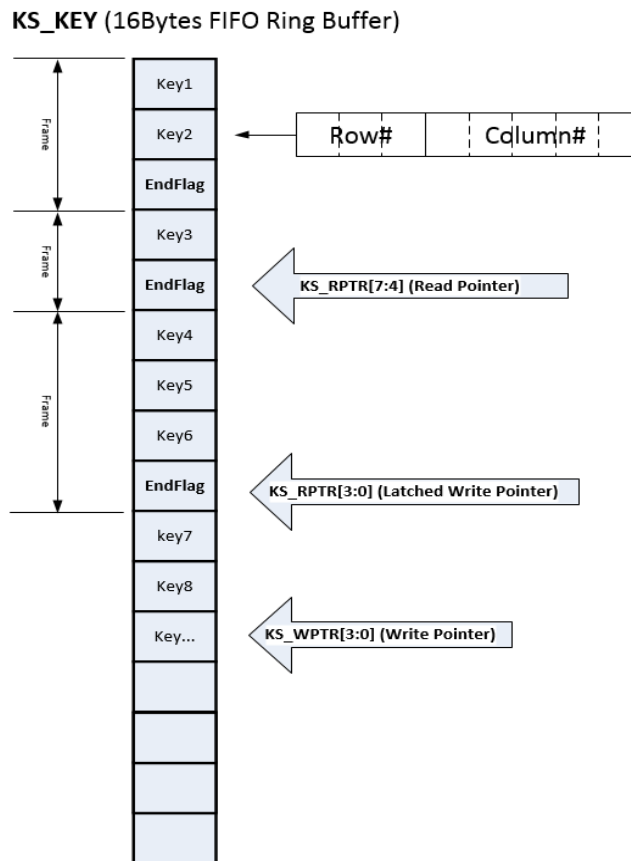 KS_KEY (16Bytes FIFO Ring Buffer)
Key1
Key2
EndFlag
Key3
EndFlag
Key4
Key5
Key6
EndFlag
key7
Key8
Key...
Frame
Frame
Frame
Row#
Column#
KS_RPTR[7:4] (Read Pointer)
KS_RPTR[3:0] (Latched Write Pointer)
KS_WPTR[3:0] (Write Pointer)